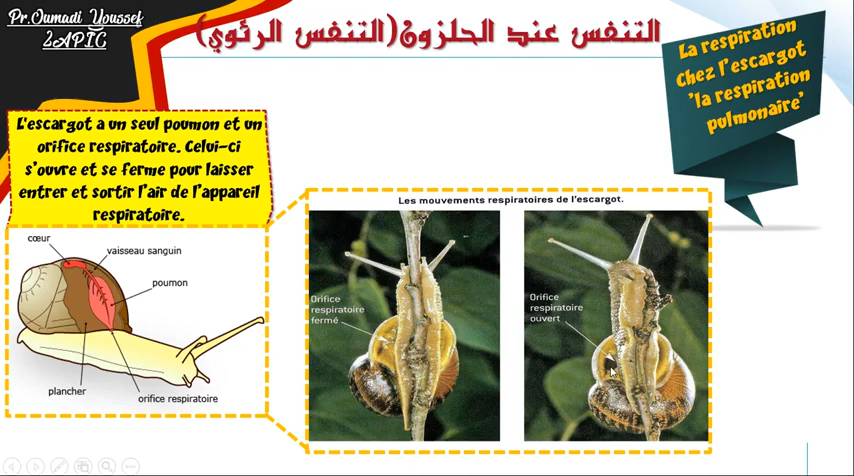 Pr.Oumadi Youssef
2APIC
التنفس عند الحلزون(التنفس الرئوي)
La respiration
Chez l'escargot
'la respiration
pulmonaire'
L'escargot a un seul poumon et un
orifice respiratoire. Celui-ci
s'ouvre et se ferme pour laisser
entrer et sortir l'air de l'appareil
respiratoire.
cœur
vaisseau sanguin
poumon
plancher
orifice respiratoire
Les mouvements respiratoires de l'escargot.
Orifice
respiratoire
fermé
Orifice
respiratoire
ouvert